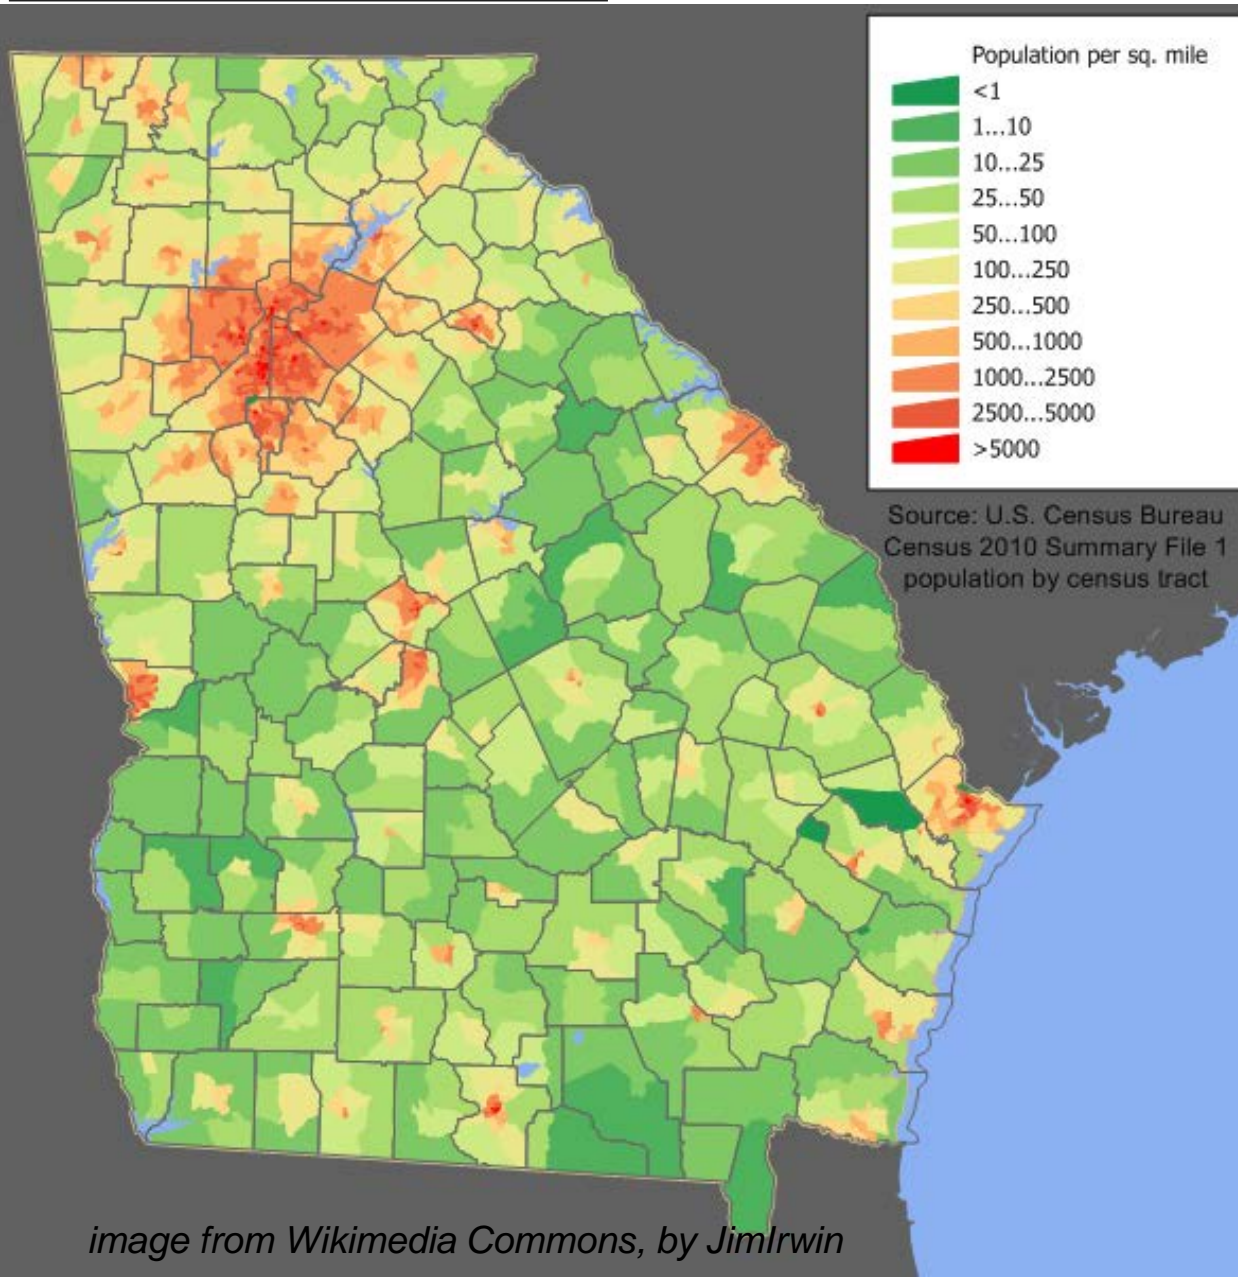 Population per sq. mile
<1
1...10
10...25
25...50
50...100
100...250
250...500
500...1000
1000...2500
2500...5000
>5000
Source: U.S. Census Bureau
Census 2010 Summary File 1
population by census tract
image from Wikimedia Commons, by JimIrwin